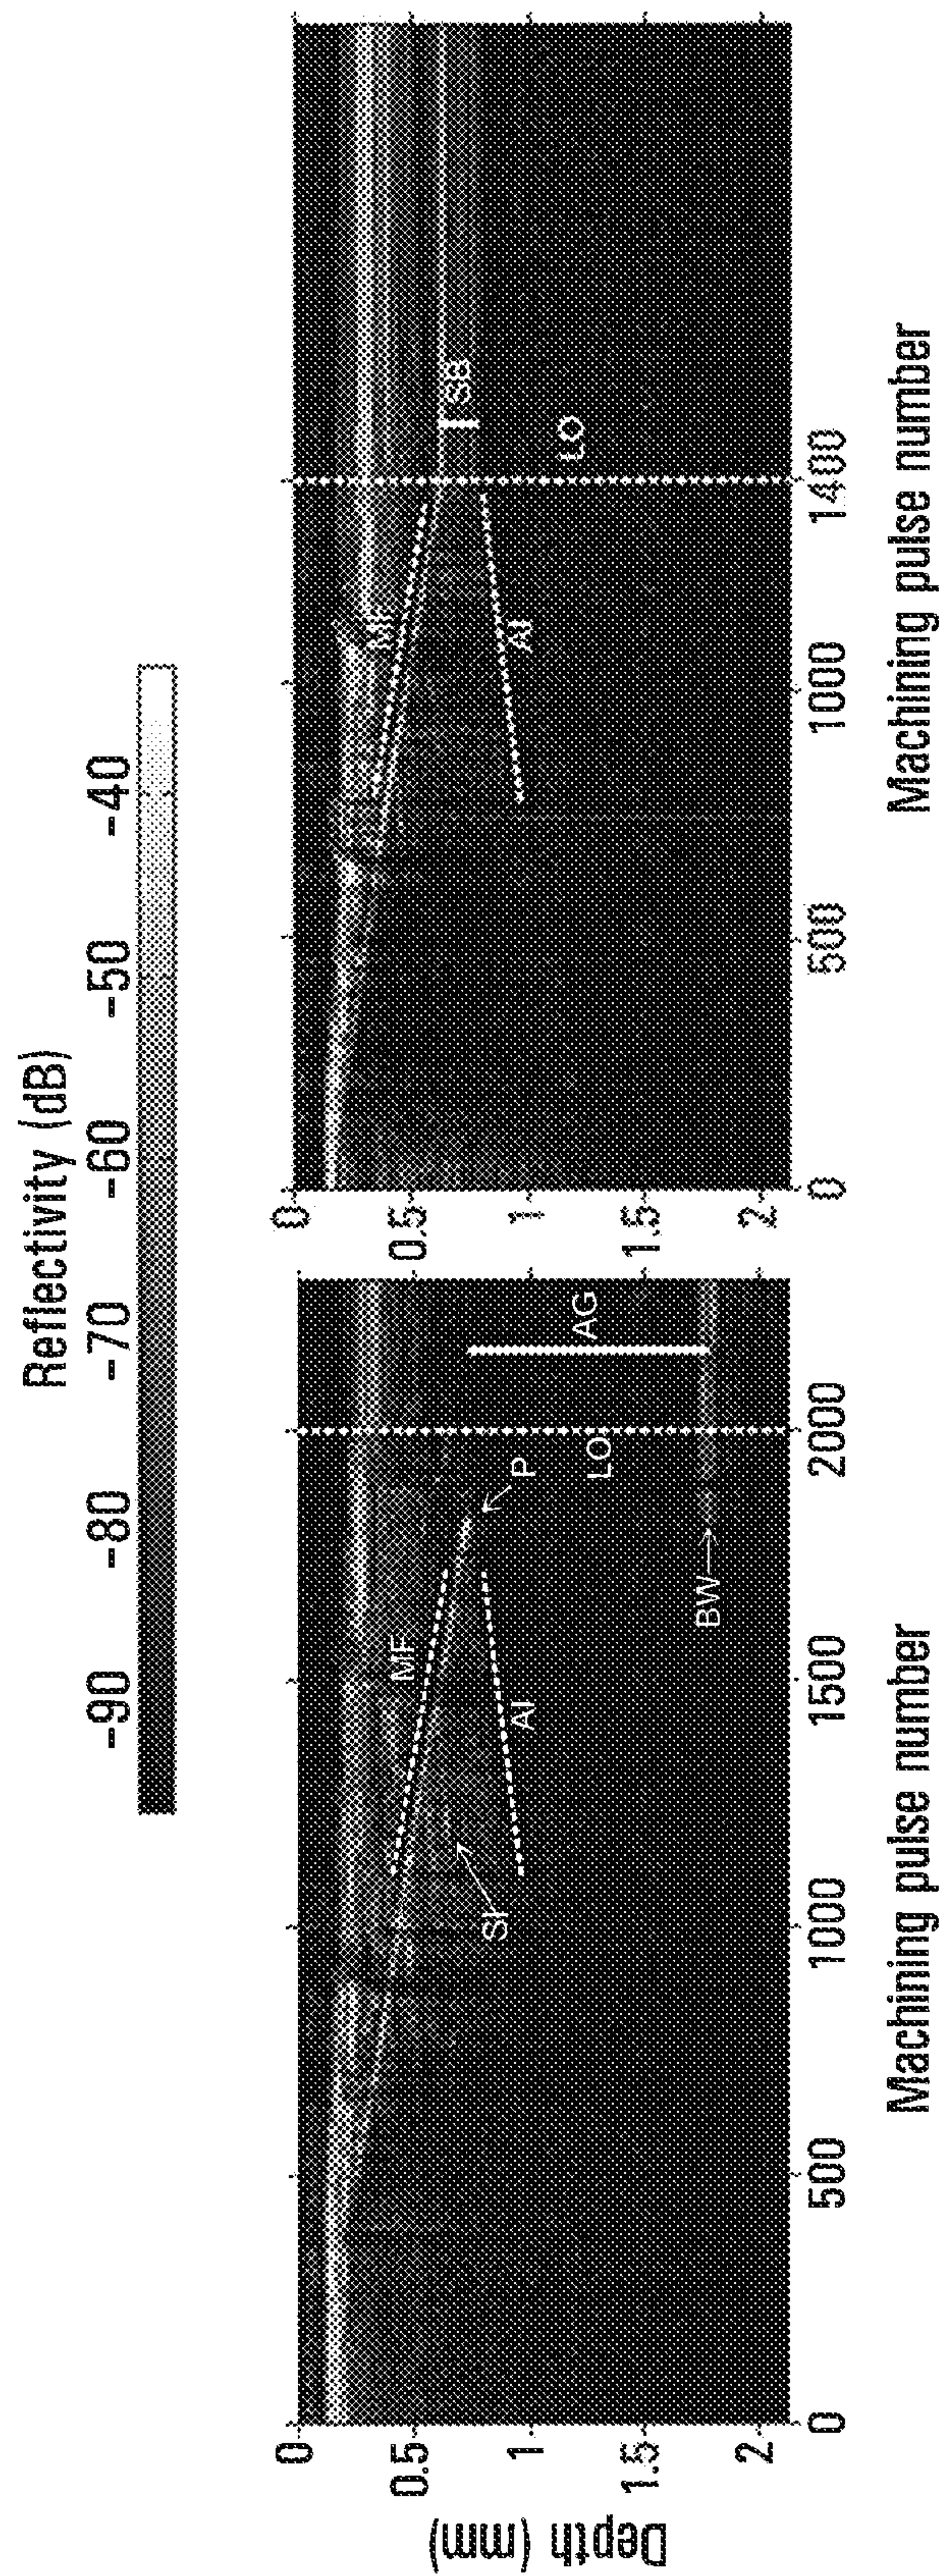 Reflectivity (dB)
-90 -80 -70 -60 -50 -40
Depth (mm)
0
0.5
1
1.5
2
MF
SI
AI
P
LO
AG
BW
0 500 1000 1500 2000
Machining pulse number
0
0.5
1
1.5
2
MF
AI
SB
LO
0 500 1000 1400
Machining pulse number